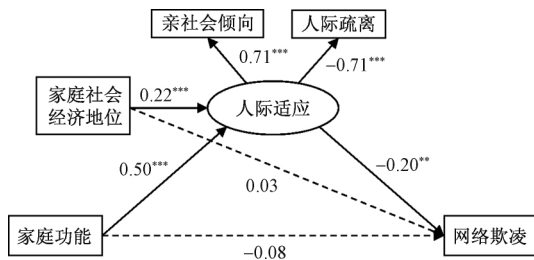 亲社会倾向
人际疏离
0.71***
−0.71***
家庭社会
经济地位
0.22***
人际适应
0.50***
0.03
−0.20**
家庭功能
−0.08
网络欺凌